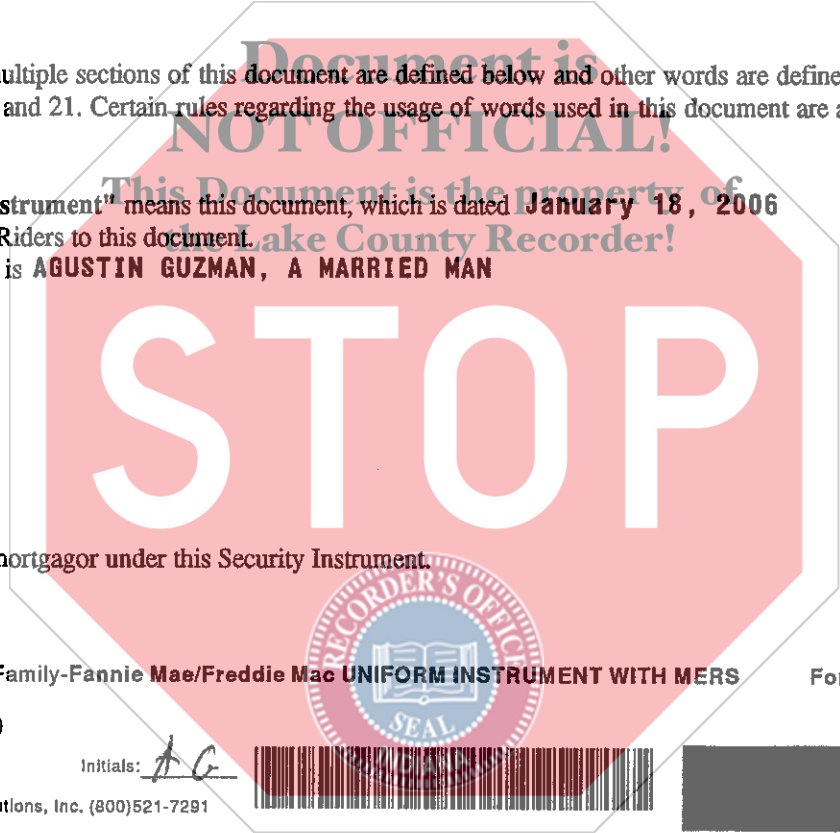 Document is
ultiple sections of this document are defined below and other words are define
and 21. Certain rules regarding the usage of words used in this document are a
NOT OFFICIAL!
This Document is the property of
strument" means this document, which is dated January 18, 2006
Riders to this document.
the Lake County Recorder!
is AGUSTIN GUZMAN, A MARRIED MAN
STOP
ortgagor under this Security Instrument.
RECORDER'S OFFIC
SEAL
INDIANA
Family-Fannie Mae/Freddie Mac UNIFORM INSTRUMENT WITH MERS For
)
Initials: A G
utions, Inc. (800)521-7291